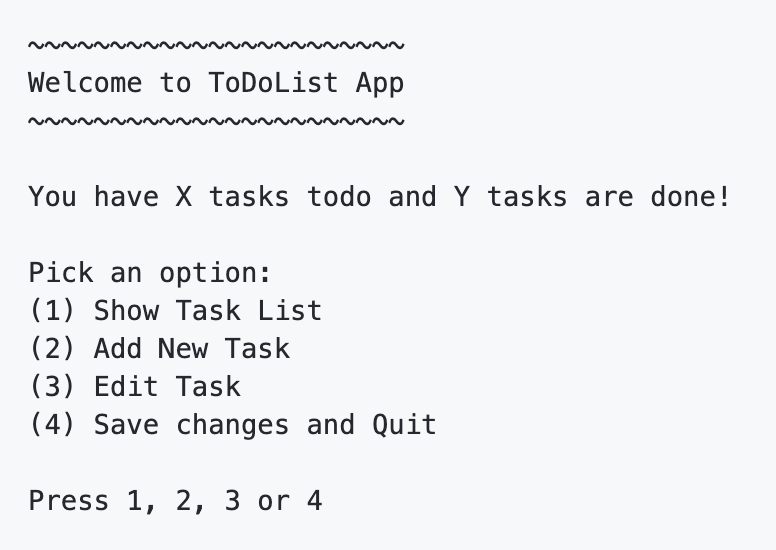 ~~~~~~~~~~~~~~~~~~~~~~~
Welcome to ToDoList App
~~~~~~~~~~~~~~~~~~~~~~~
You have X tasks todo and Y tasks are done!
Pick an option:
(1) Show Task List
(2) Add New Task
(3) Edit Task
(4) Save changes and Quit
Press 1, 2, 3 or 4